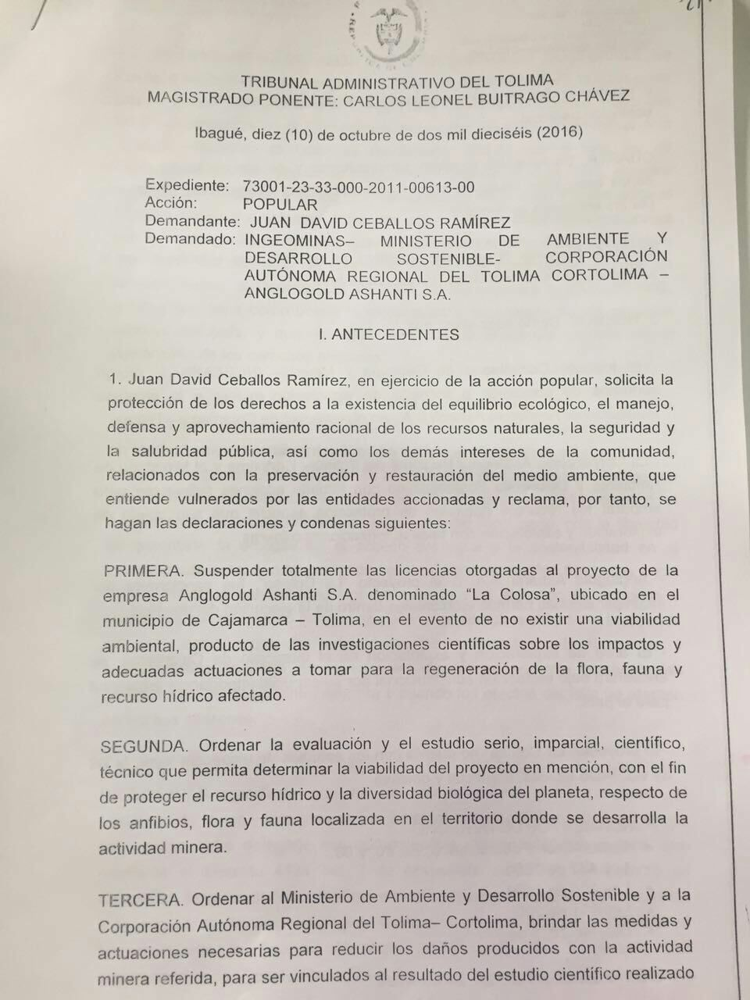 TRIBUNAL ADMINISTRATIVO DEL TOLIMA
MAGISTRADO PONENTE: CARLOS LEONEL BUITRAGO CHÁVEZ
Ibagué, diez (10) de octubre de dos mil dieciséis (2016)
Expediente: 73001-23-33-000-2011-00613-00
Acción: POPULAR
Demandante: JUAN DAVID CEBALLOS RAMÍREZ
Demandado: INGEOMINAS– MINISTERIO DE AMBIENTE Y
DESARROLLO SOSTENIBLE- CORPORACIÓN
AUTÓNOMA REGIONAL DEL TOLIMA CORTOLIMA –
ANGLOGOLD ASHANTI S.A.
I. ANTECEDENTES
1. Juan David Ceballos Ramírez, en ejercicio de la acción popular, solicita la
protección de los derechos a la existencia del equilibrio ecológico, el manejo,
defensa y aprovechamiento racional de los recursos naturales, la seguridad y
la salubridad pública, así como los demás intereses de la comunidad,
relacionados con la preservación y restauración del medio ambiente, que
entiende vulnerados por las entidades accionadas y reclama, por tanto, se
hagan las declaraciones y condenas siguientes:
PRIMERA. Suspender totalmente las licencias otorgadas al proyecto de la
empresa Anglogold Ashanti S.A. denominado “La Colosa”, ubicado en el
municipio de Cajamarca – Tolima, en el evento de no existir una viabilidad
ambiental, producto de las investigaciones científicas sobre los impactos y
adecuadas actuaciones a tomar para la regeneración de la flora, fauna y
recurso hídrico afectado.
SEGUNDA. Ordenar la evaluación y el estudio serio, imparcial, científico,
técnico que permita determinar la viabilidad del proyecto en mención, con el fin
de proteger el recurso hídrico y la diversidad biológica del planeta, respecto de
los anfibios, flora y fauna localizada en el territorio donde se desarrolla la
actividad minera.
TERCERA. Ordenar al Ministerio de Ambiente y Desarrollo Sostenible y a la
Corporación Autónoma Regional del Tolima– Cortolima, brindar las medidas y
actuaciones necesarias para reducir los daños producidos con la actividad
minera referida, para ser vinculados al resultado del estudio científico realizado